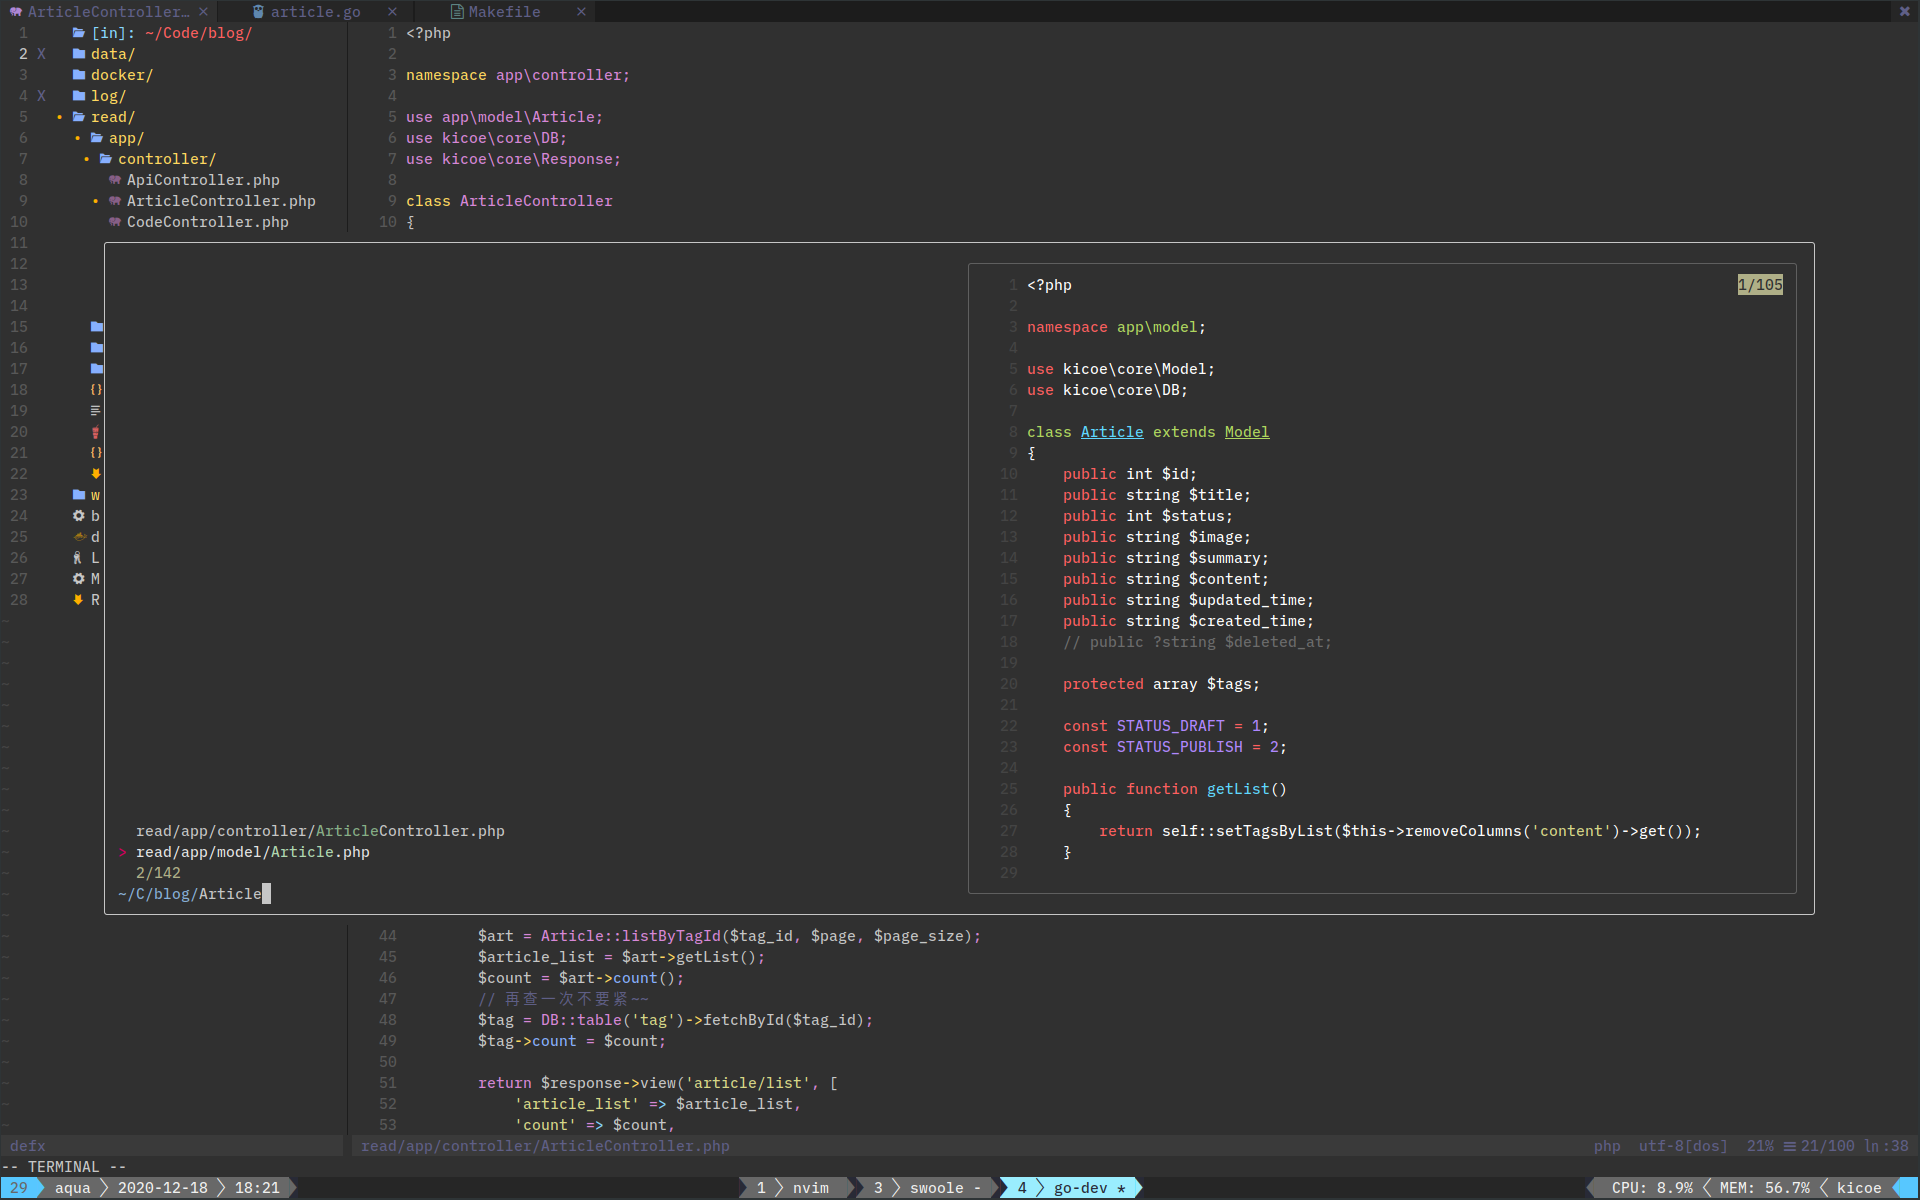 ArticleController… ×  article.go ×  Makefile ×
1 [in]: ~/Code/blog/
2 X data/
3 docker/
4 X log/
5 • read/
6 • app/
7 • controller/
8 ApiController.php
9 • ArticleController.php
10 CodeController.php
11
12
13
14
15
16
17
18 {}
19
20
21 {}
22
23 w
24 b
25 d
26 L
27 M
28 R
1 <?php
2
3 namespace app\controller;
4
5 use app\model\Article;
6 use kicoe\core\DB;
7 use kicoe\core\Response;
8
9 class ArticleController
10 {
read/app/controller/ArticleController.php
> read/app/model/Article.php
2/142
~/C/blog/Article
1/105
1 <?php
2
3 namespace app\model;
4
5 use kicoe\core\Model;
6 use kicoe\core\DB;
7
8 class Article extends Model
9 {
10     public int $id;
11     public string $title;
12     public int $status;
13     public string $image;
14     public string $summary;
15     public string $content;
16     public string $updated_time;
17     public string $created_time;
18     // public ?string $deleted_at;
19
20     protected array $tags;
21
22     const STATUS_DRAFT = 1;
23     const STATUS_PUBLISH = 2;
24
25     public function getList()
26     {
27         return self::setTagsByList($this->removeColumns('content')->get());
28     }
29
44         $art = Article::listByTagId($tag_id, $page, $page_size);
45         $article_list = $art->getList();
46         $count = $art->count();
47         // 再查一次不要紧~~
48         $tag = DB::table('tag')->fetchById($tag_id);
49         $tag->count = $count;
50
51         return $response->view('article/list', [
52             'article_list' => $article_list,
53             'count' => $count,
defx  read/app/controller/ArticleController.php  php  utf-8[dos]  21% ☰ 21/100 ln :38
-- TERMINAL --
29  aqua  2020-12-18  18:21  1  nvim  3  swoole -  4  go-dev *  CPU: 8.9%  MEM: 56.7%  kicoe